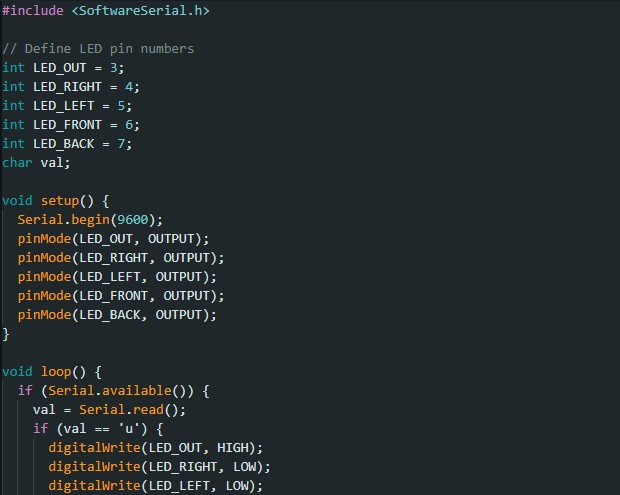 #include <SoftwareSerial.h>
// Define LED pin numbers
int LED_OUT = 3;
int LED_RIGHT = 4;
int LED_LEFT = 5;
int LED_FRONT = 6;
int LED_BACK = 7;
char val;
void setup() {
  Serial.begin(9600);
  pinMode(LED_OUT, OUTPUT);
  pinMode(LED_RIGHT, OUTPUT);
  pinMode(LED_LEFT, OUTPUT);
  pinMode(LED_FRONT, OUTPUT);
  pinMode(LED_BACK, OUTPUT);
}
void loop() {
  if (Serial.available()) {
    val = Serial.read();
    if (val == 'u') {
      digitalWrite(LED_OUT, HIGH);
      digitalWrite(LED_RIGHT, LOW);
      digitalWrite(LED_LEFT, LOW);